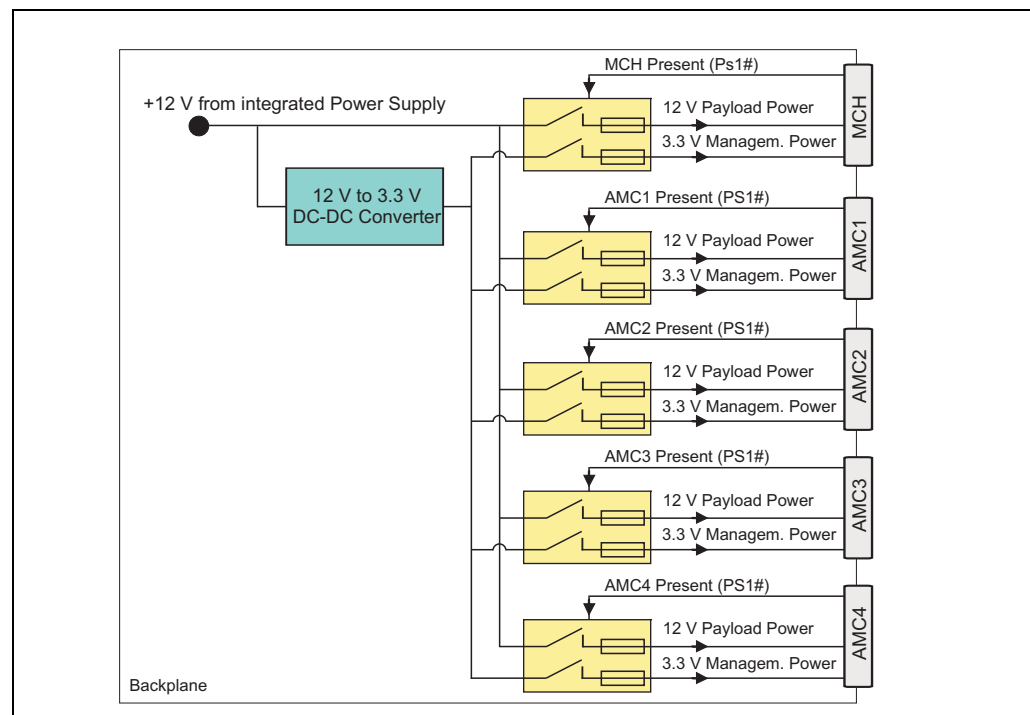 MCH Present (Ps1#)
+12 V from integrated Power Supply
12 V Payload Power
3.3 V Managem. Power
MCH
12 V to 3.3 V
DC-DC Converter
AMC1 Present (PS1#)
12 V Payload Power
3.3 V Managem. Power
AMC1
AMC2 Present (PS1#)
12 V Payload Power
3.3 V Managem. Power
AMC2
AMC3 Present (PS1#)
12 V Payload Power
3.3 V Managem. Power
AMC3
AMC4 Present (PS1#)
12 V Payload Power
3.3 V Managem. Power
AMC4
Backplane